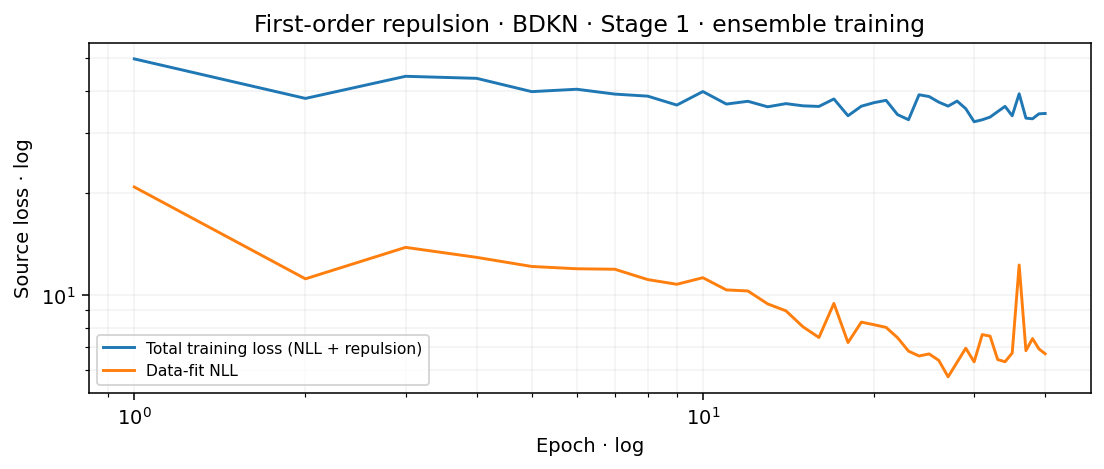 First-order repulsion · BDKN · Stage 1 · ensemble training
Source loss · log
10¹
Total training loss (NLL + repulsion)
Data-fit NLL
10⁰
10¹
Epoch · log